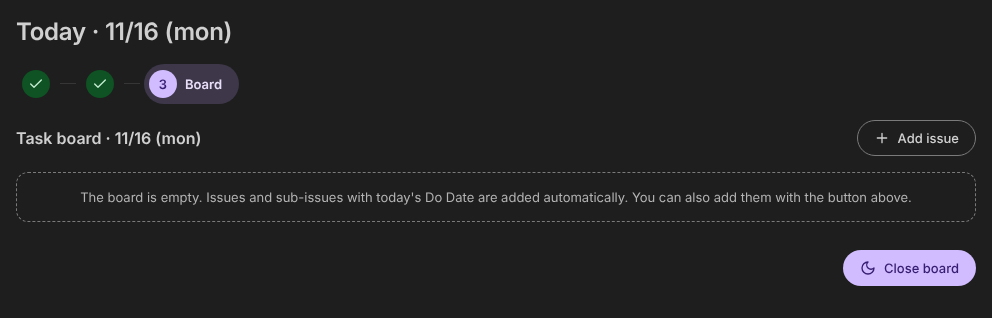 Today · 11/16 (mon)
3 Board
Task board · 11/16 (mon)
Add issue
The board is empty. Issues and sub-issues with today's Do Date are added automatically. You can also add them with the button above.
Close board